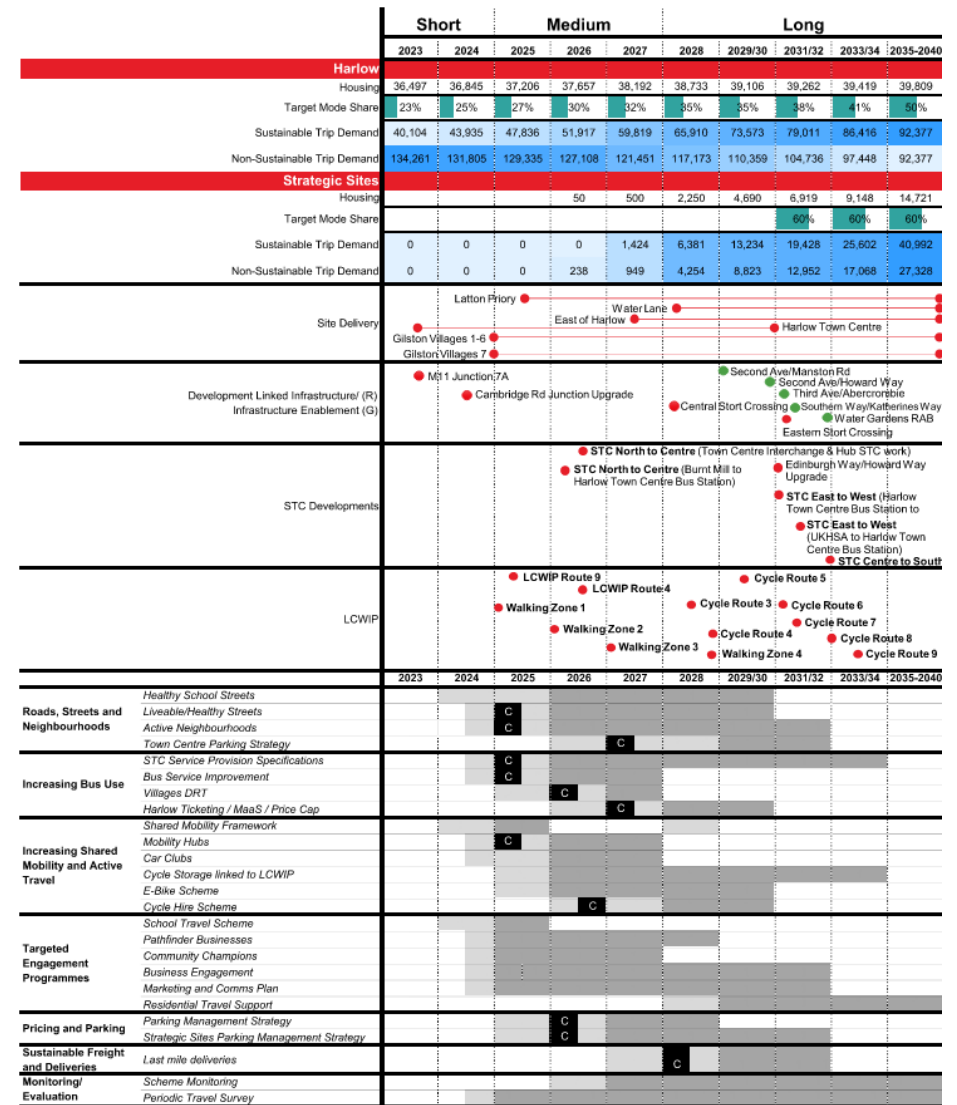 Short Medium Long
2023 2024 2025 2026 2027 2028 2029/30 2031/32 2033/34 2035-2040
Harlow
Housing 36,497 36,845 37,206 37,657 38,192 38,733 39,106 39,262 39,419 39,809
Target Mode Share 23% 25% 27% 30% 32% 35% 35% 38% 41% 50%
Sustainable Trip Demand 40,104 43,935 47,836 51,917 59,819 65,910 73,573 79,011 86,416 92,377
Non-Sustainable Trip Demand 134,261 131,805 129,335 127,108 121,451 117,173 110,359 104,736 97,448 92,377
Strategic Sites
Housing 50 500 2,250 4,690 6,919 9,148 14,721
Target Mode Share 60% 60% 60%
Sustainable Trip Demand 0 0 0 0 1,424 6,381 13,234 19,428 25,602 40,992
Non-Sustainable Trip Demand 0 0 0 238 949 4,254 8,823 12,952 17,068 27,328
Site Delivery
Latton Priory
Water Lane
East of Harlow
Harlow Town Centre
Gilston Villages 1-6
Gilston Villages 7
Development Linked Infrastructure/ (R)
Infrastructure Enablement (G)
M11 Junction 7A
Cambridge Rd Junction Upgrade
Second Ave/Manston Rd
Second Ave/Howard Way
Third Ave/Abercrombie
Central Stort Crossing
Southern Way/Katherines Way
Water Gardens RAB
Eastern Stort Crossing
STC Developments
STC North to Centre (Town Centre Interchange & Hub STC work)
STC North to Centre (Burnt Mill to
Harlow Town Centre Bus Station)
Edinburgh Way/Howard Way
Upgrade
STC East to West (Harlow
Town Centre Bus Station to
STC East to West
(UKHSA to Harlow Town
Centre Bus Station)
STC Centre to South
LCWIP
LCWIP Route 9
LCWIP Route 4
Walking Zone 1
Walking Zone 2
Walking Zone 3
Cycle Route 5
Cycle Route 3
Cycle Route 6
Cycle Route 7
Cycle Route 4
Cycle Route 8
Walking Zone 4
Cycle Route 9
2023 2024 2025 2026 2027 2028 2029/30 2031/32 2033/34 2035-2040
Roads, Streets and
Neighbourhoods
Healthy School Streets
Liveable/Healthy Streets C
Active Neighbourhoods C
Town Centre Parking Strategy C
Increasing Bus Use
STC Service Provision Specifications C
Bus Service Improvement C
Villages DRT C
Harlow Ticketing / MaaS / Price Cap C
Increasing Shared
Mobility and Active
Travel
Shared Mobility Framework
Mobility Hubs C
Car Clubs
Cycle Storage linked to LCWIP
E-Bike Scheme
Cycle Hire Scheme C
Targeted
Engagement
Programmes
School Travel Scheme
Pathfinder Businesses
Community Champions
Business Engagement
Marketing and Comms Plan
Residential Travel Support
Pricing and Parking
Parking Management Strategy C
Strategic Sites Parking Management Strategy C
Sustainable Freight
and Deliveries
Last mile deliveries C
Monitoring/
Evaluation
Scheme Monitoring
Periodic Travel Survey